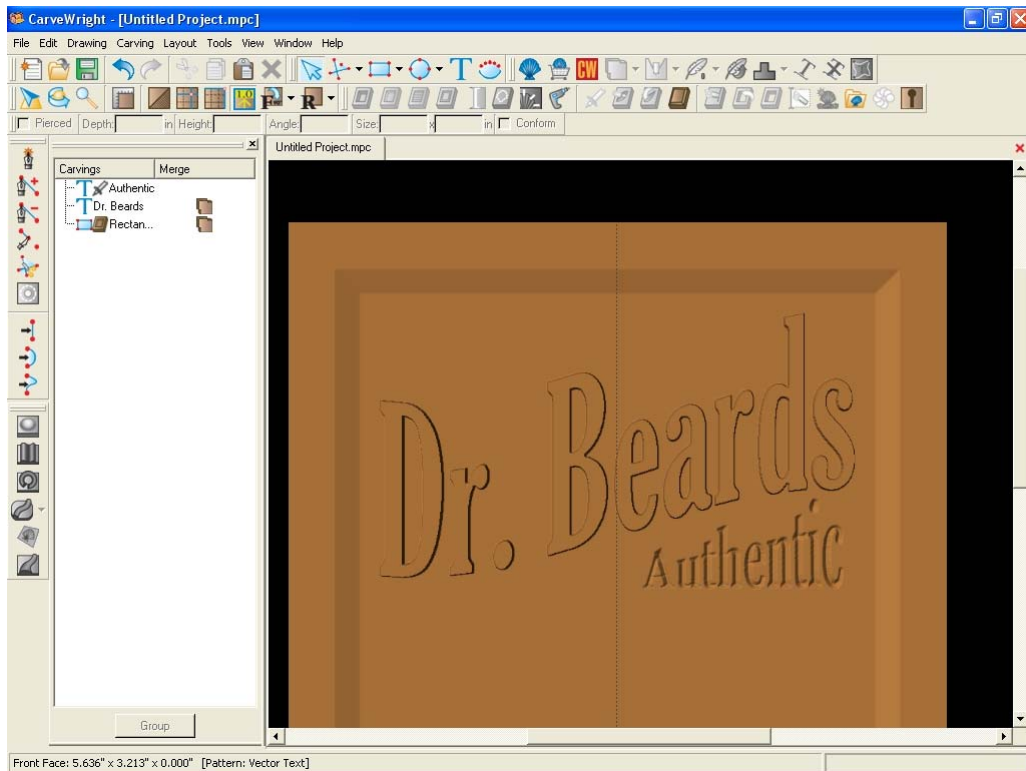 CarveWright - [Untitled Project.mpc]
File Edit Drawing Carving Layout Tools View Window Help
T CW
F R
Pierced Depth: in Height: Angle: Size: x in Conform
Untitled Project.mpc
Carvings Merge
T Authentic
T Dr. Beards
Rectan...
Dr. Beards
Authentic
Group
Front Face: 5.636" x 3.213" x 0.000" [Pattern: Vector Text]